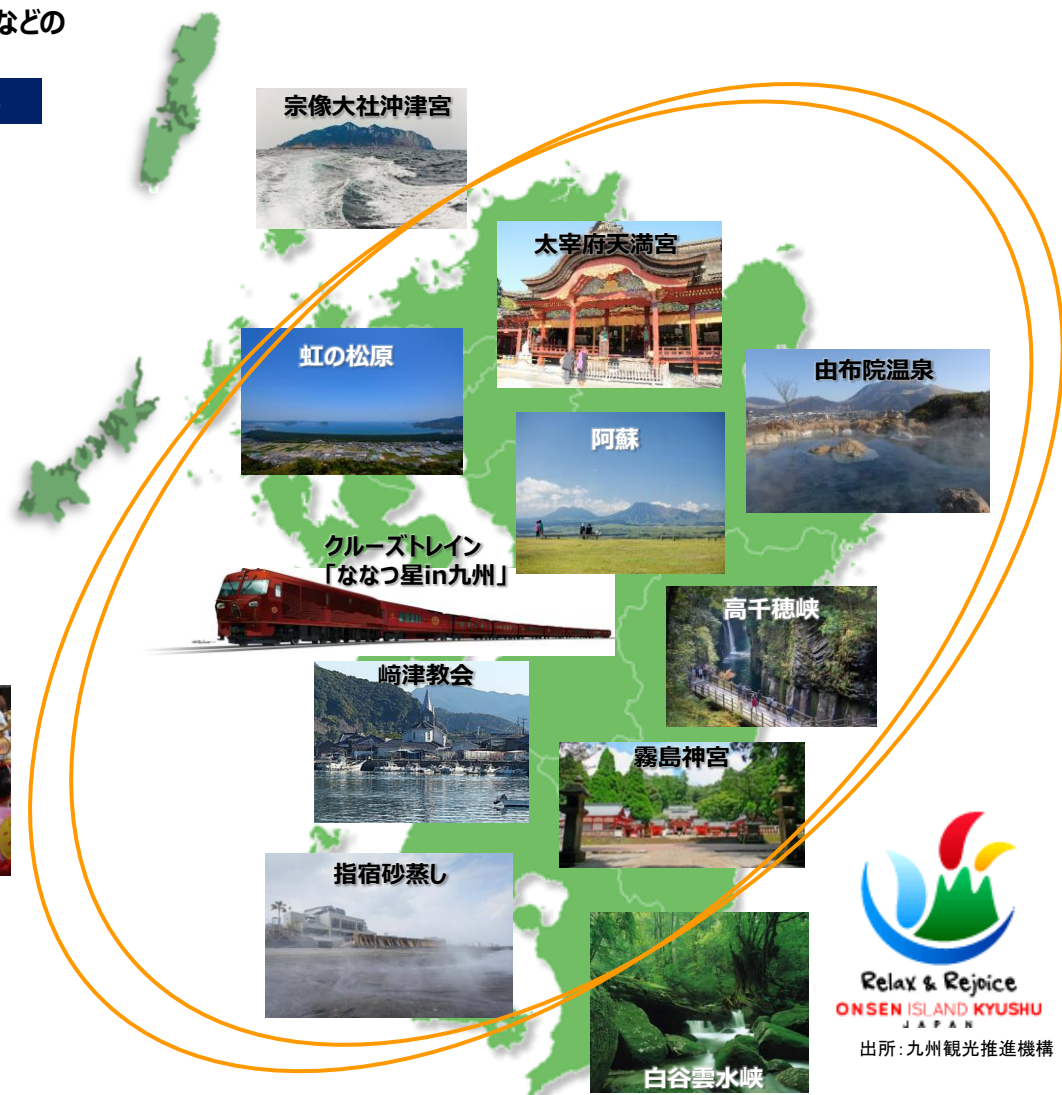 などの
宗像大社沖津宮
太宰府天満宮
虹の松原
由布院温泉
阿蘇
クルーズトレイン
「ななつ星in九州」
高千穂峡
﨑津教会
霧島神宮
指宿砂蒸し
白谷雲水峡
Relax & Rejoice
ONSEN ISLAND KYUSHU
JAPAN
出所：九州観光推進機構